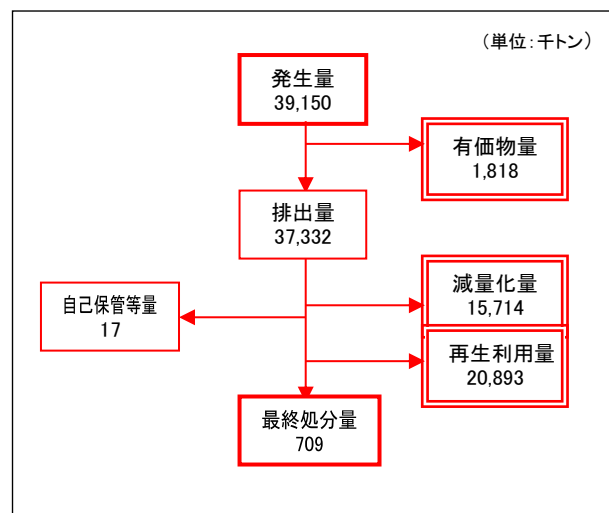 （単位：千トン）
発生量
39,150
有価物量
1,818
排出量
37,332
減量化量
15,714
自己保管等量
17
再生利用量
20,893
最終処分量
709